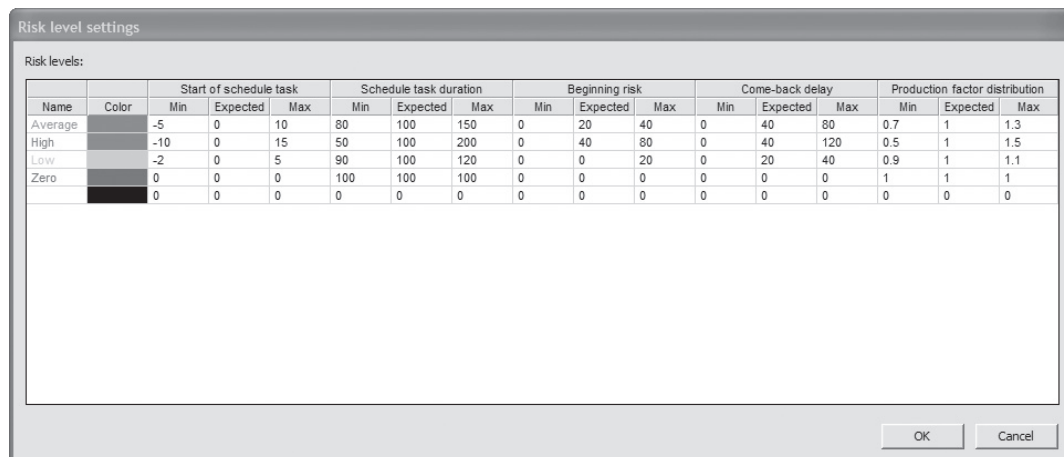 Risk level settings
Risk levels:
Start of schedule task Schedule task duration Beginning risk Come-back delay Production factor distribution
Name Color Min Expected Max Min Expected Max Min Expected Max Min Expected Max Min Expected Max
Average -5 0 10 80 100 150 0 20 40 0 40 80 0.7 1 1.3
High -10 0 15 50 100 200 0 40 80 0 40 120 0.5 1 1.5
Low -2 0 5 90 100 120 0 0 20 0 20 40 0.9 1 1.1
Zero 0 0 0 100 100 100 0 0 0 0 0 0 1 1 1
0 0 0 0 0 0 0 0 0 0 0 0 0 0 0
OK Cancel